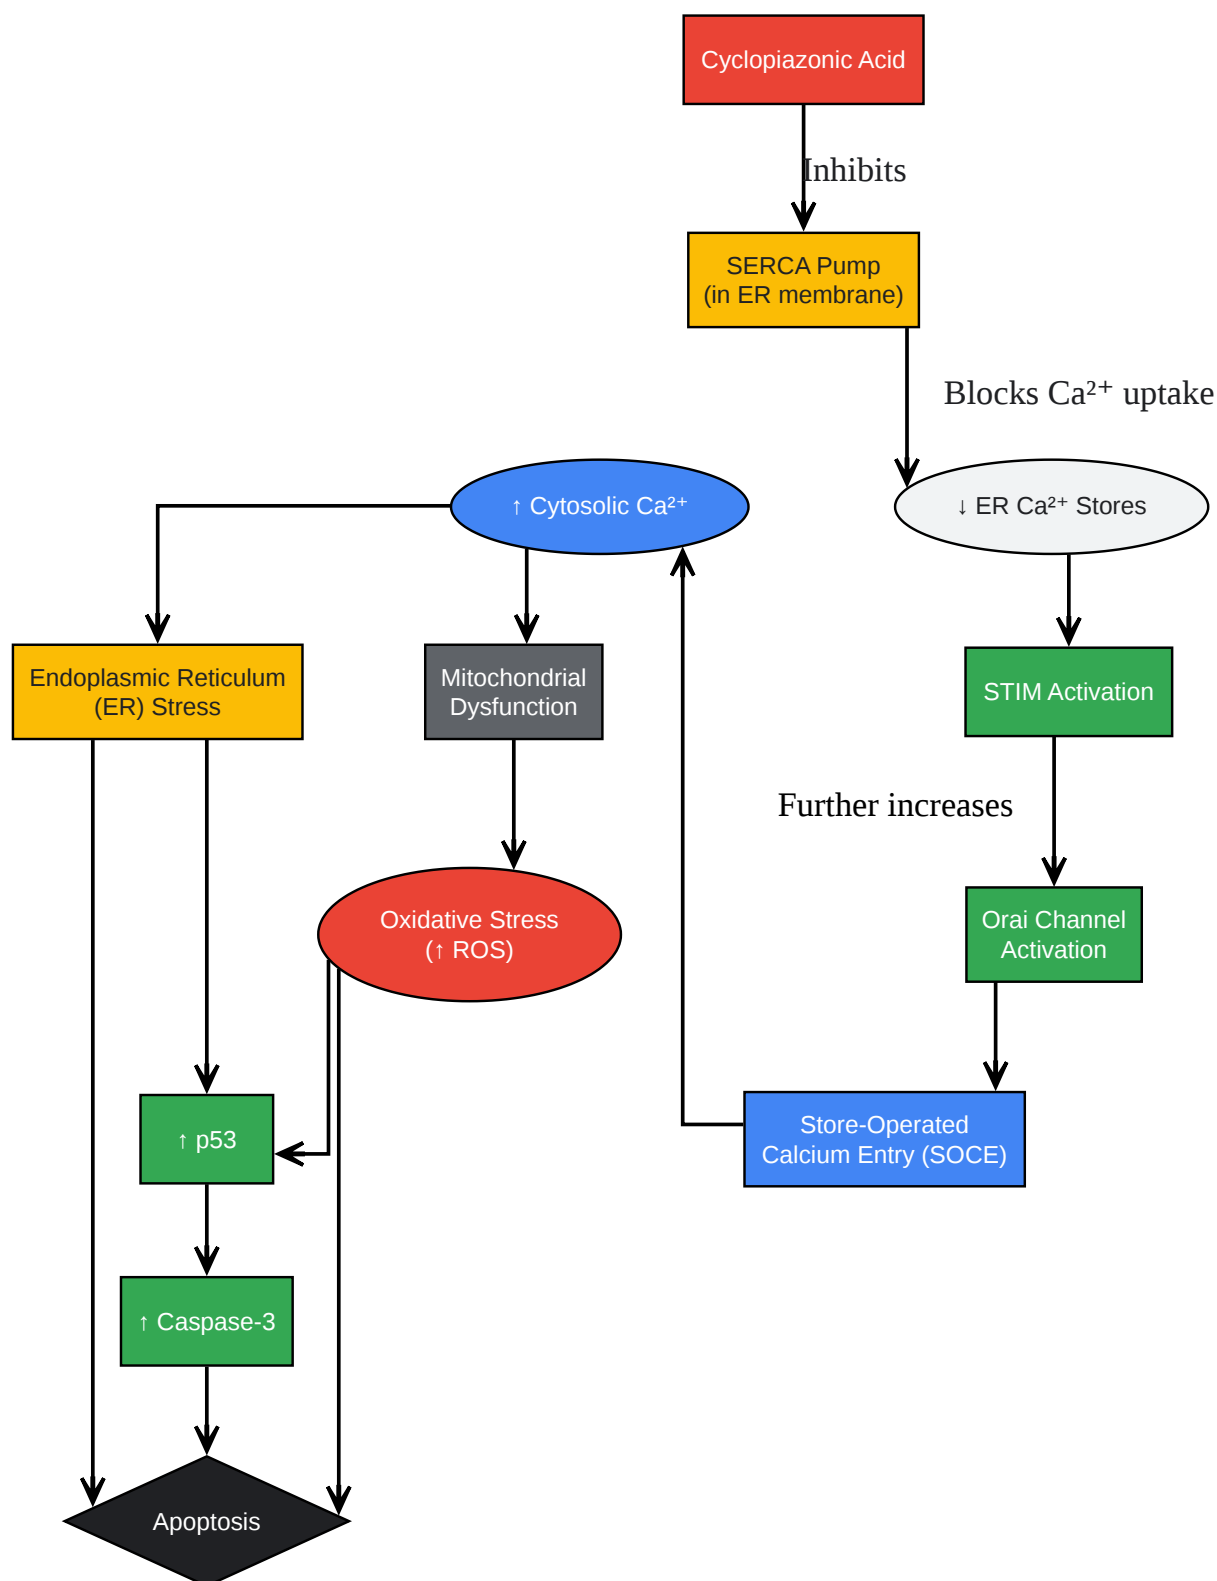 Cyclopiazonic Acid
Inhibits
SERCA Pump
(in ER membrane)
Blocks Ca²⁺ uptake
↑ Cytosolic Ca²⁺
↓ ER Ca²⁺ Stores
Endoplasmic Reticulum
(ER) Stress
Mitochondrial
Dysfunction
STIM Activation
Further increases
Oxidative Stress
(↑ ROS)
Orai Channel
Activation
↑ p53
Store-Operated
Calcium Entry (SOCE)
↑ Caspase-3
Apoptosis